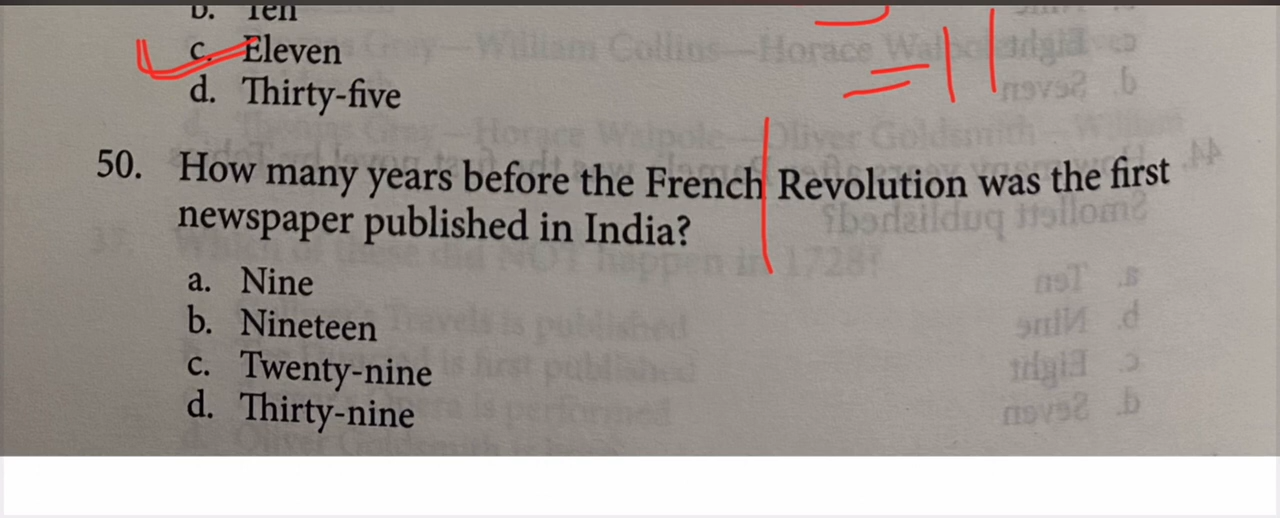 b. Ten
c. Eleven
d. Thirty-five
=11
50. How many years before the French Revolution was the first
newspaper published in India?
a. Nine
b. Nineteen
c. Twenty-nine
d. Thirty-nine